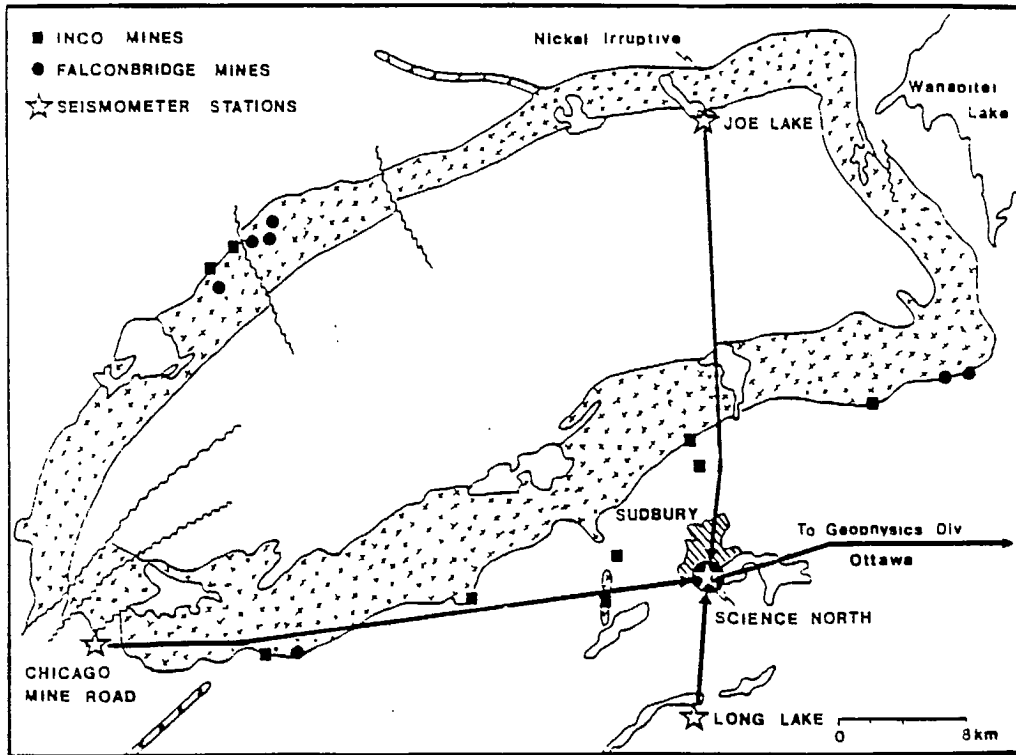 INCO MINES
FALCONBRIDGE MINES
SEISMOMETER STATIONS
Nickel Irruptive
Wanapitei
Lake
JOE LAKE
SUDBURY
To Geophysics Div
Ottawa
SCIENCE NORTH
CHICAGO
MINE ROAD
LONG LAKE
0 8km